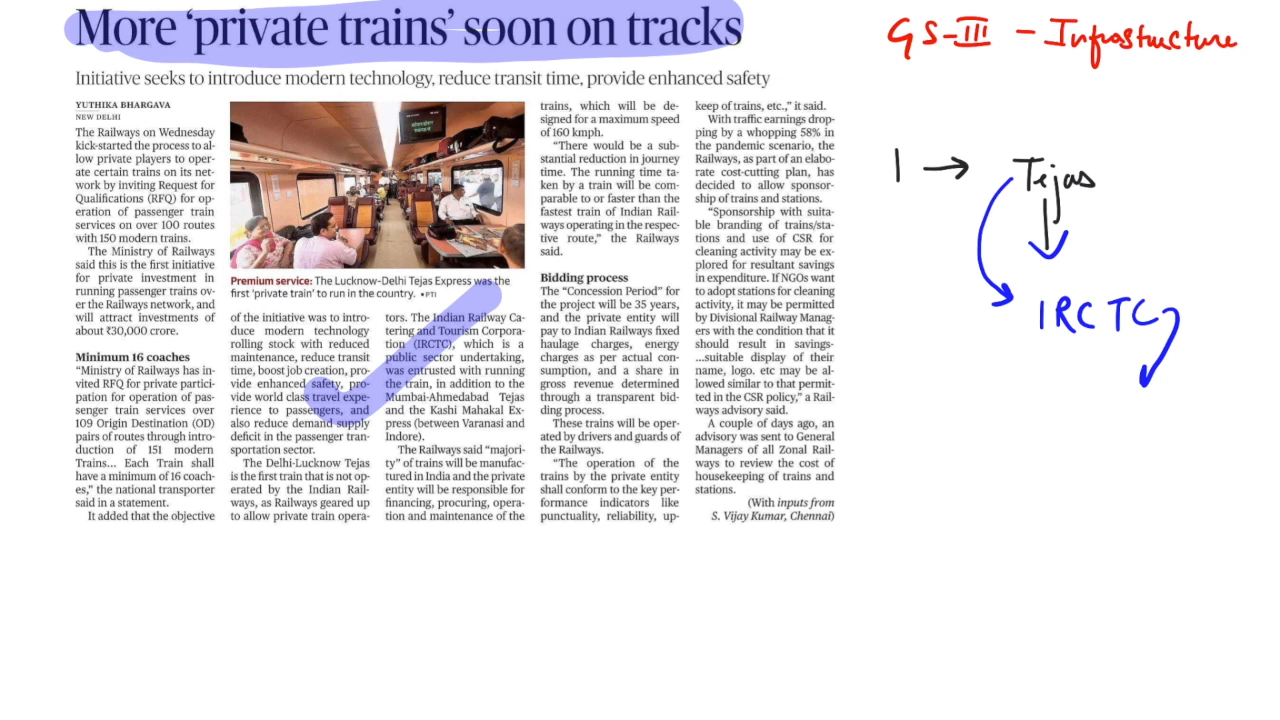 More ‘private trains’ soon on tracks
Initiative seeks to introduce modern technology, reduce transit time, provide enhanced safety
YUTHIKA BHARGAVA
NEW DELHI
The Railways on Wednesday
kick-started the process to al-
low private players to oper-
ate certain trains on its net-
work by inviting Request for
Qualifications (RFQ) for op-
eration of passenger train
services on over 100 routes
with 150 modern trains.
The Ministry of Railways
said this is the first initiative
for private investment in
running passenger trains ov-
er the Railways network, and
will attract investments of
about ₹30,000 crore.
Minimum 16 coaches
“Ministry of Railways has in-
vited RFQ for private partici-
pation for operation of pas-
senger train services over
109 Origin Destination (OD)
pairs of routes through intro-
duction of 151 modern
Trains... Each Train shall
have a minimum of 16 coach-
es,” the national transporter
said in a statement.
It added that the objective
Premium service: The Lucknow-Delhi Tejas Express was the
first ‘private train’ to run in the country. •PTI
of the initiative was to intro-
duce modern technology
rolling stock with reduced
maintenance, reduce transit
time, boost job creation, pro-
vide enhanced safety, pro-
vide world class travel expe-
rience to passengers, and
also reduce demand supply
deficit in the passenger tran-
sportation sector.
The Delhi-Lucknow Tejas
is the first train that is not op-
erated by the Indian Rail-
ways, as Railways geared up
to allow private train opera-
tors. The Indian Railway Ca-
tering and Tourism Corpora-
tion (IRCTC), which is a
public sector undertaking,
was entrusted with running
the train, in addition to the
Mumbai-Ahmedabad Tejas
and the Kashi Mahakal Ex-
press (between Varanasi and
Indore).
The Railways said “majori-
ty” of trains will be manufac-
tured in India and the private
entity will be responsible for
financing, procuring, opera-
tion and maintenance of the
trains, which will be de-
signed for a maximum speed
of 160 kmph.
“There would be a sub-
stantial reduction in journey
time. The running time ta-
ken by a train will be com-
parable to or faster than the
fastest train of Indian Rail-
ways operating in the respec-
tive route,” the Railways
said.
Bidding process
The “Concession Period” for
the project will be 35 years,
and the private entity will
pay to Indian Railways fixed
haulage charges, energy
charges as per actual con-
sumption, and a share in
gross revenue determined
through a transparent bid-
ding process.
These trains will be oper-
ated by drivers and guards of
the Railways.
“The operation of the
trains by the private entity
shall conform to the key per-
formance indicators like
punctuality, reliability, up-
keep of trains, etc.,” it said.
With traffic earnings drop-
ping by a whopping 58% in
the pandemic scenario, the
Railways, as part of an elabo-
rate cost-cutting plan, has
decided to allow sponsor-
ship of trains and stations.
“Sponsorship with suita-
ble branding of trains/sta-
tions and use of CSR for
cleaning activity may be ex-
plored for resultant savings
in expenditure. If NGOs want
to adopt stations for cleaning
activity, it may be permitted
by Divisional Railway Manag-
ers with the condition that it
should result in savings-
...suitable display of their
name, logo. etc may be al-
lowed similar to that permit-
ted in the CSR policy,” a Rail-
ways advisory said.
A couple of days ago, an
advisory was sent to General
Managers of all Zonal Rail-
ways to review the cost of
housekeeping of trains and
stations.
(With inputs from
S. Vijay Kumar, Chennai)
GS-III - Infrostructure
1 → Tejas
IRCTC